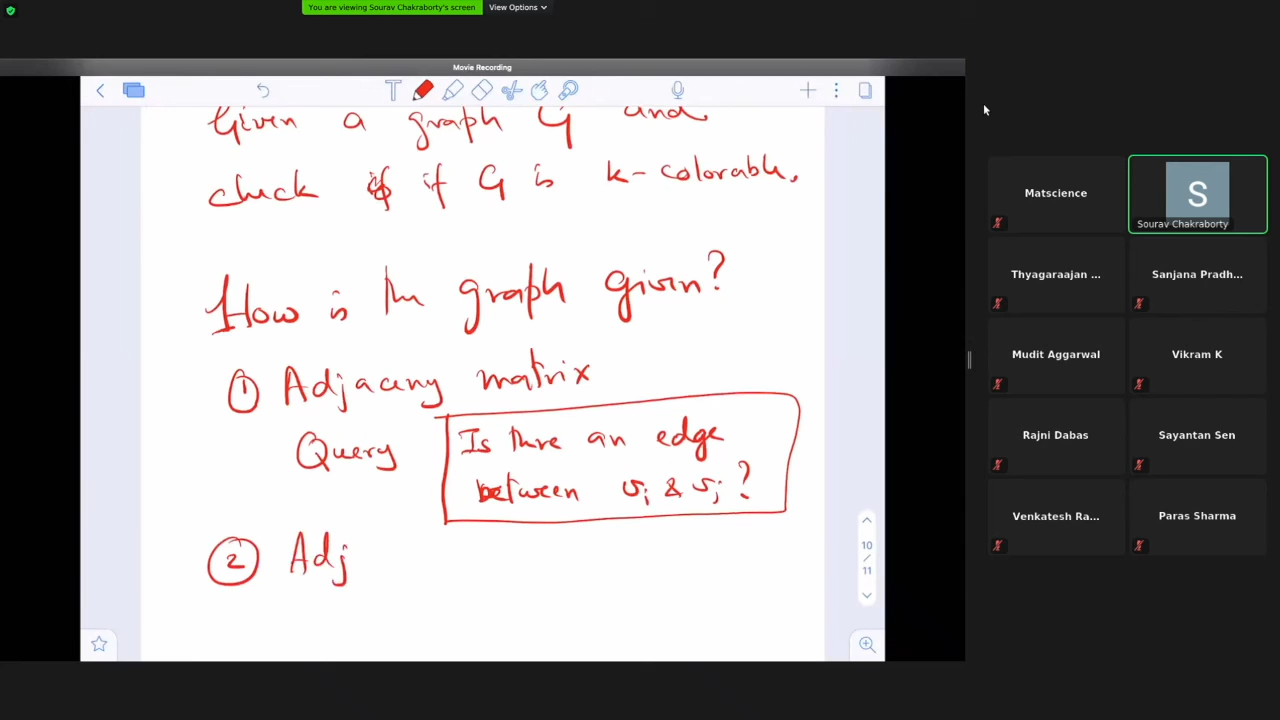 You are viewing Sourav Chakraborty's screen
View Options
Movie Recording
Given a graph G and
check if if G is k-colorable.
How is the graph given?
① Adjaceny matrix
Query
Is there an edge
between vi & vj ?
② Adj
10
/
11
Matscience
S
Sourav Chakraborty
Thyagaraajan ...
Sanjana Pradh...
Mudit Aggarwal
Vikram K
Rajni Dabas
Sayantan Sen
Venkatesh Ra...
Paras Sharma